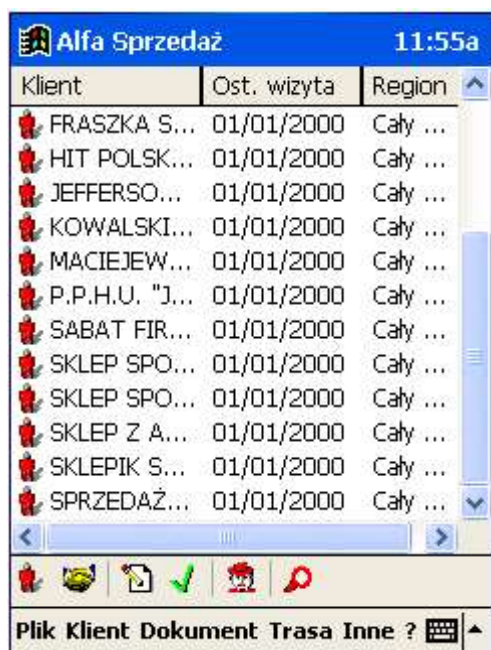 Alfa Sprzedaż 11:55a
Klient Ost. wizyta Region
FRASZKA S... 01/01/2000 Cały ...
HIT POLSK... 01/01/2000 Cały ...
JEFFERSO... 01/01/2000 Cały ...
KOWALSKI... 01/01/2000 Cały ...
MACIEJEW... 01/01/2000 Cały ...
P.P.H.U. "J... 01/01/2000 Cały ...
SABAT FIR... 01/01/2000 Cały ...
SKLEP SPO... 01/01/2000 Cały ...
SKLEP SPO... 01/01/2000 Cały ...
SKLEP Z A... 01/01/2000 Cały ...
SKLEPIK S... 01/01/2000 Cały ...
SPRZEDAŻ... 01/01/2000 Cały ...
Plik Klient Dokument Trasa Inne ?